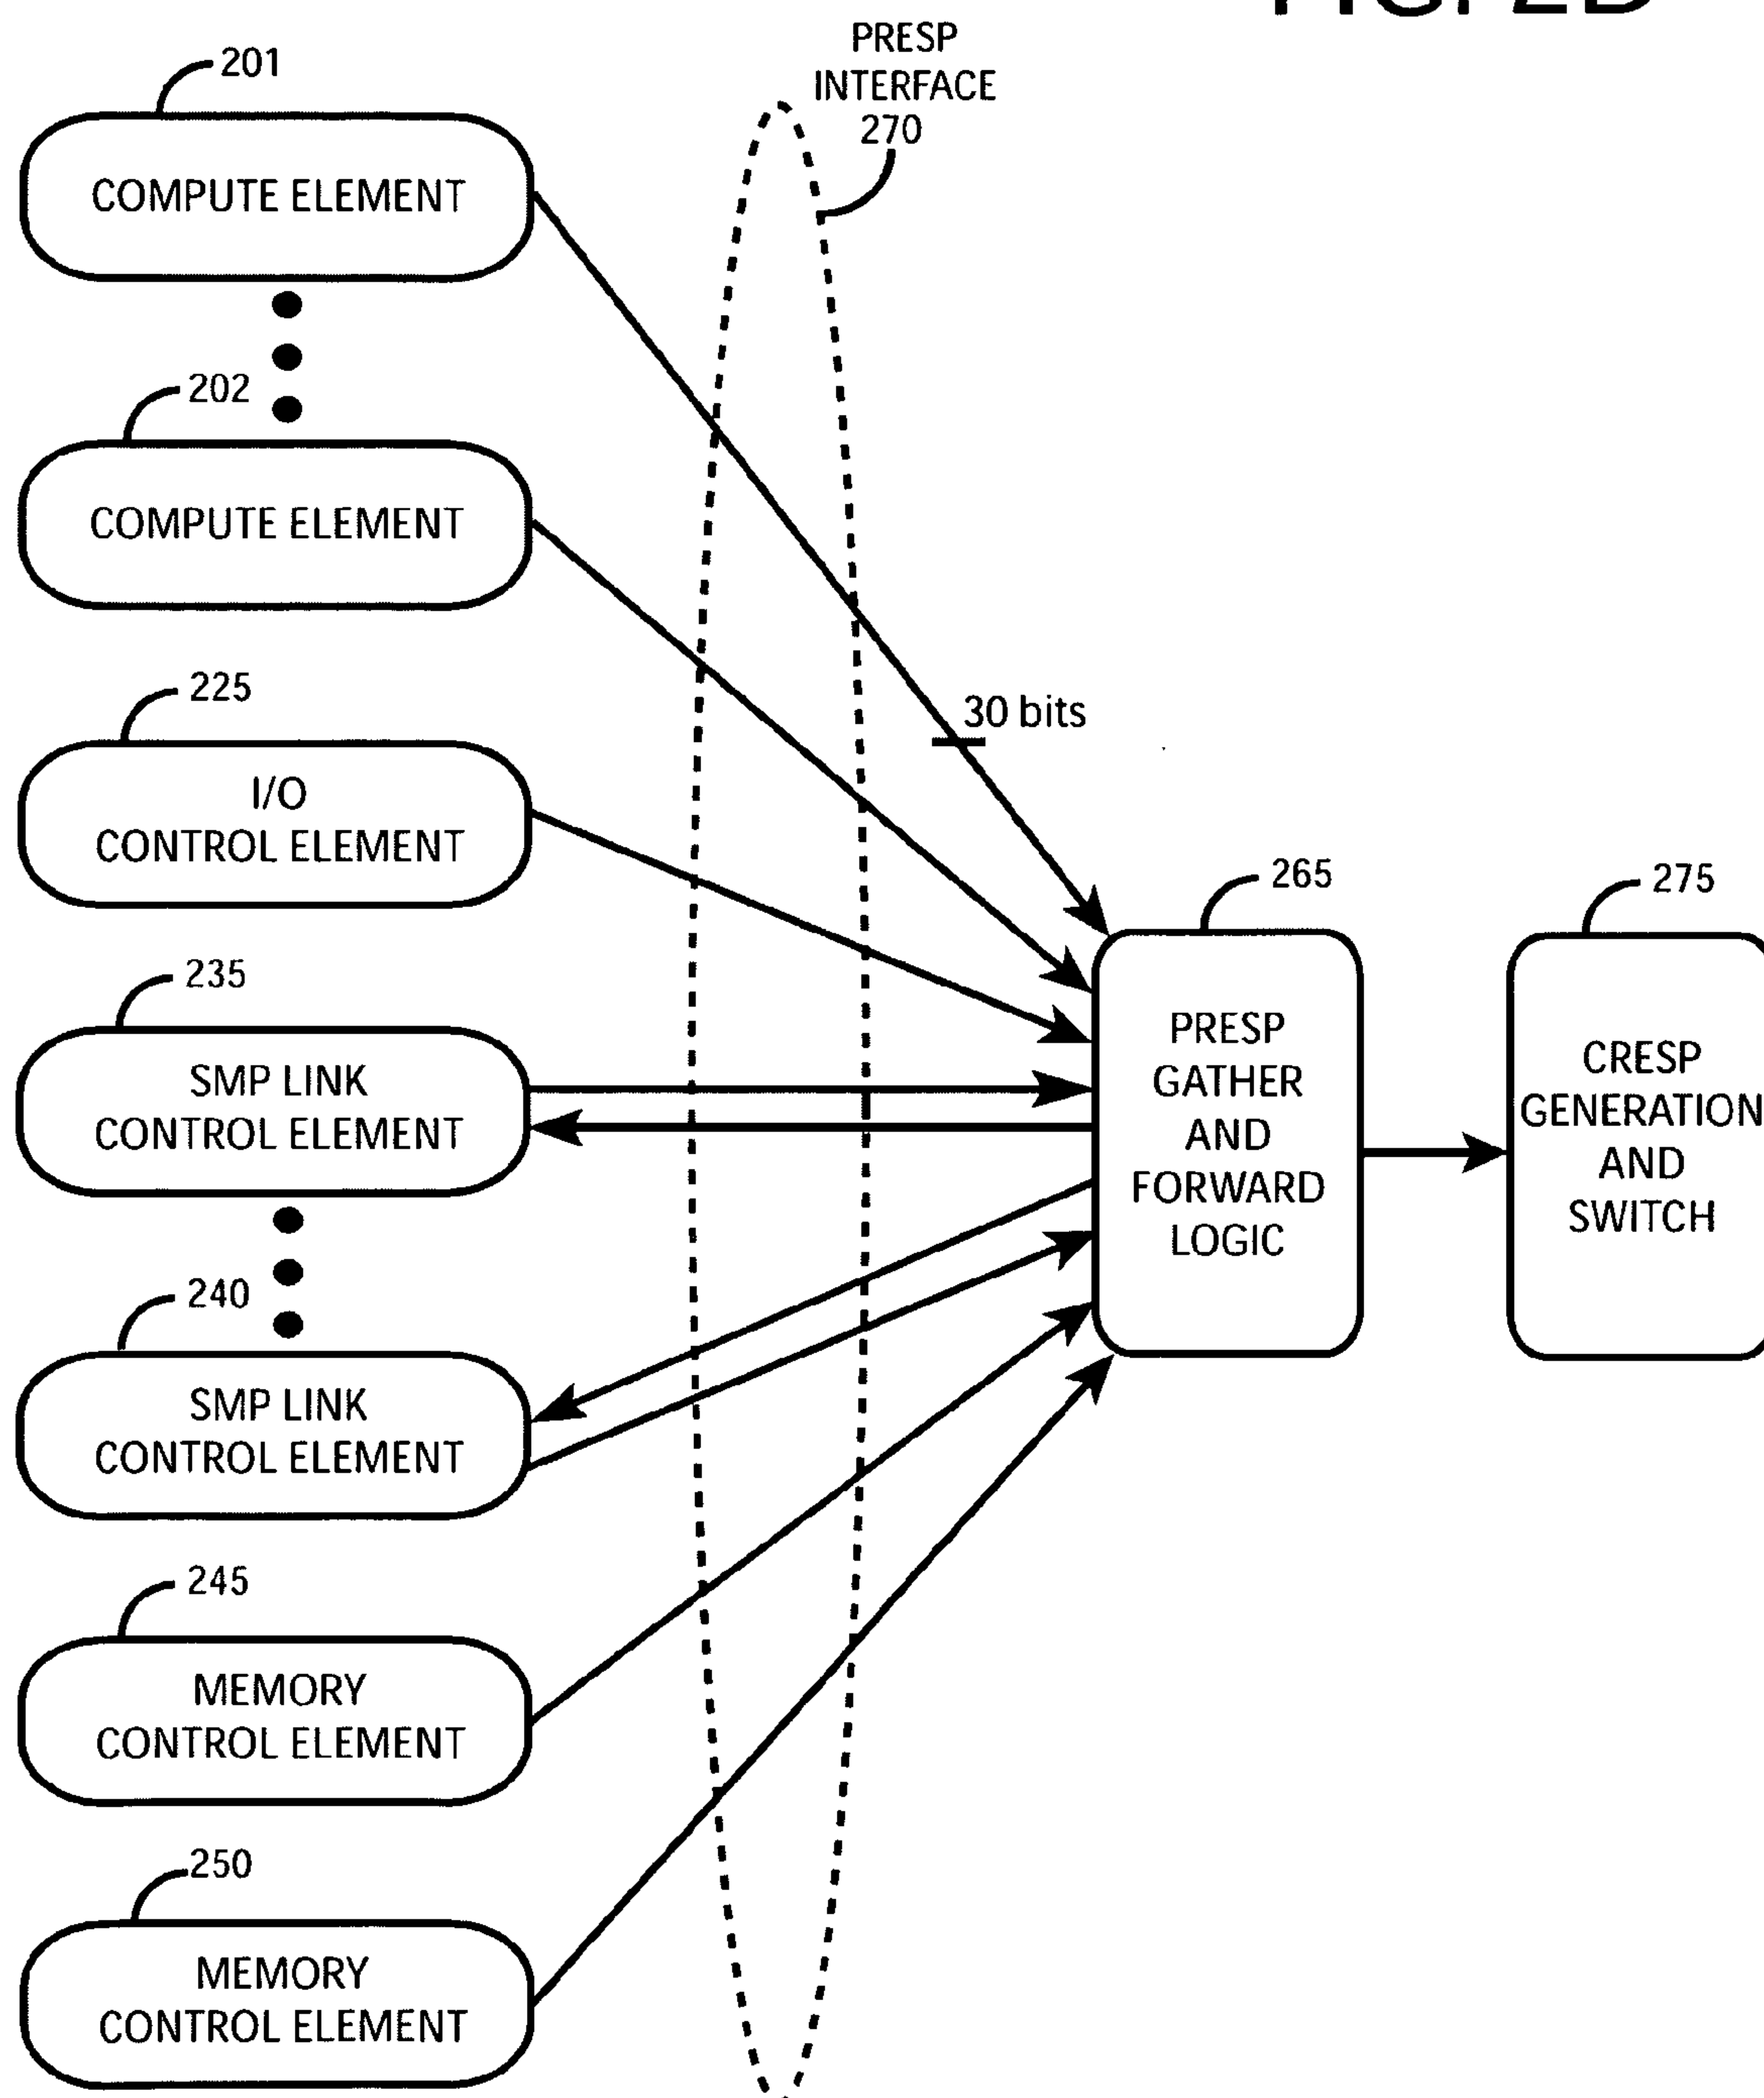 PRESP
INTERFACE
270
201
COMPUTE ELEMENT
202
COMPUTE ELEMENT
225
I/O
CONTROL ELEMENT
30 bits
235
SMP LINK
CONTROL ELEMENT
265
PRESP
GATHER
AND
FORWARD
LOGIC
275
CRESP
GENERATION
AND
SWITCH
240
SMP LINK
CONTROL ELEMENT
245
MEMORY
CONTROL ELEMENT
250
MEMORY
CONTROL ELEMENT